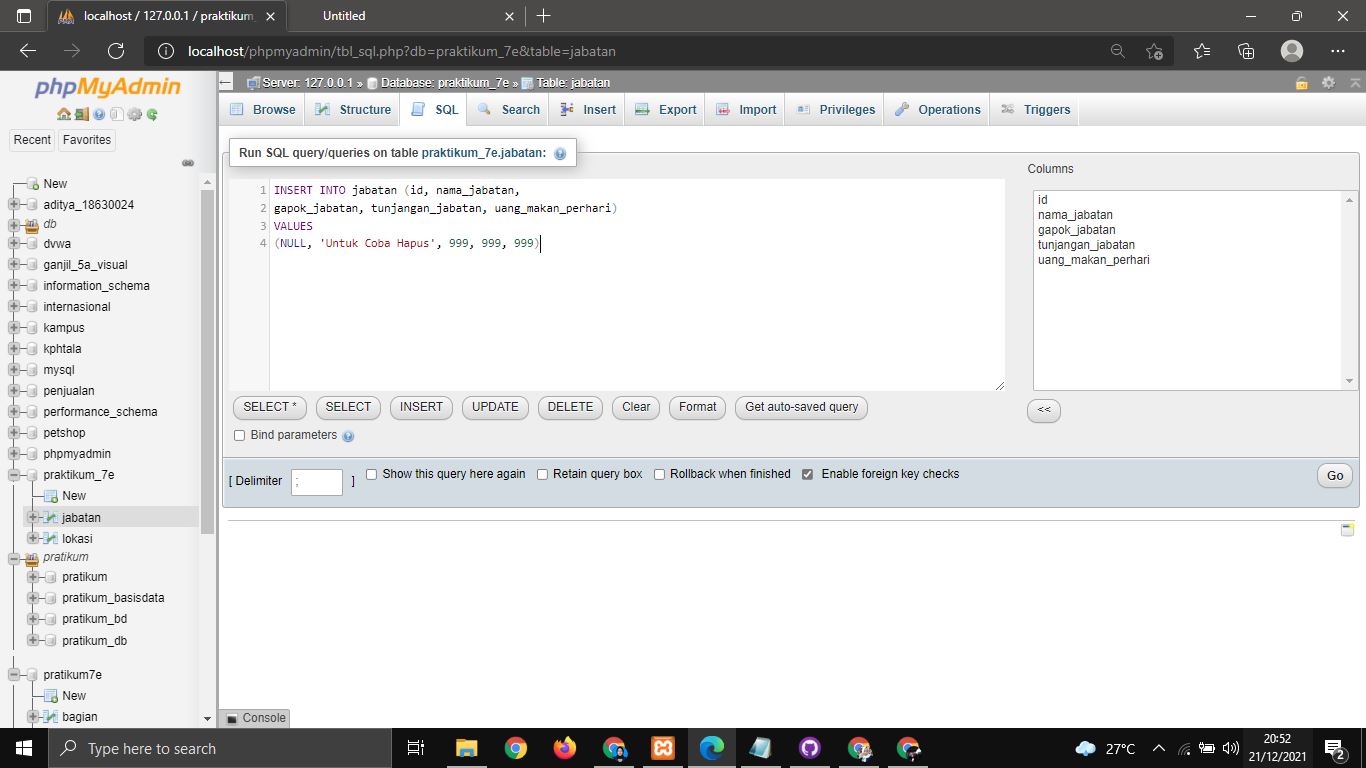 localhost / 127.0.0.1 / praktikum_
Untitled
localhost/phpmyadmin/tbl_sql.php?db=praktikum_7e&table=jabatan
phpMyAdmin
Recent
Favorites
New
aditya_18630024
db
dvwa
ganjil_5a_visual
information_schema
internasional
kampus
kphtala
mysql
penjualan
performance_schema
petshop
phpmyadmin
praktikum_7e
New
jabatan
lokasi
pratikum
pratikum
pratikum_basisdata
pratikum_bd
pratikum_db
pratikum7e
New
bagian
Server: 127.0.0.1 » Database: praktikum_7e » Table: jabatan
Browse
Structure
SQL
Search
Insert
Export
Import
Privileges
Operations
Triggers
Run SQL query/queries on table praktikum_7e.jabatan:
1 INSERT INTO jabatan (id, nama_jabatan,
2 gapok_jabatan, tunjangan_jabatan, uang_makan_perhari)
3 VALUES
4 (NULL, 'Untuk Coba Hapus', 999, 999, 999)
Columns
id
nama_jabatan
gapok_jabatan
tunjangan_jabatan
uang_makan_perhari
SELECT *
SELECT
INSERT
UPDATE
DELETE
Clear
Format
Get auto-saved query
<<
Bind parameters
[ Delimiter ; ]
Show this query here again
Retain query box
Rollback when finished
Enable foreign key checks
Go
Console
Type here to search
27°C
20:52
21/12/2021
2